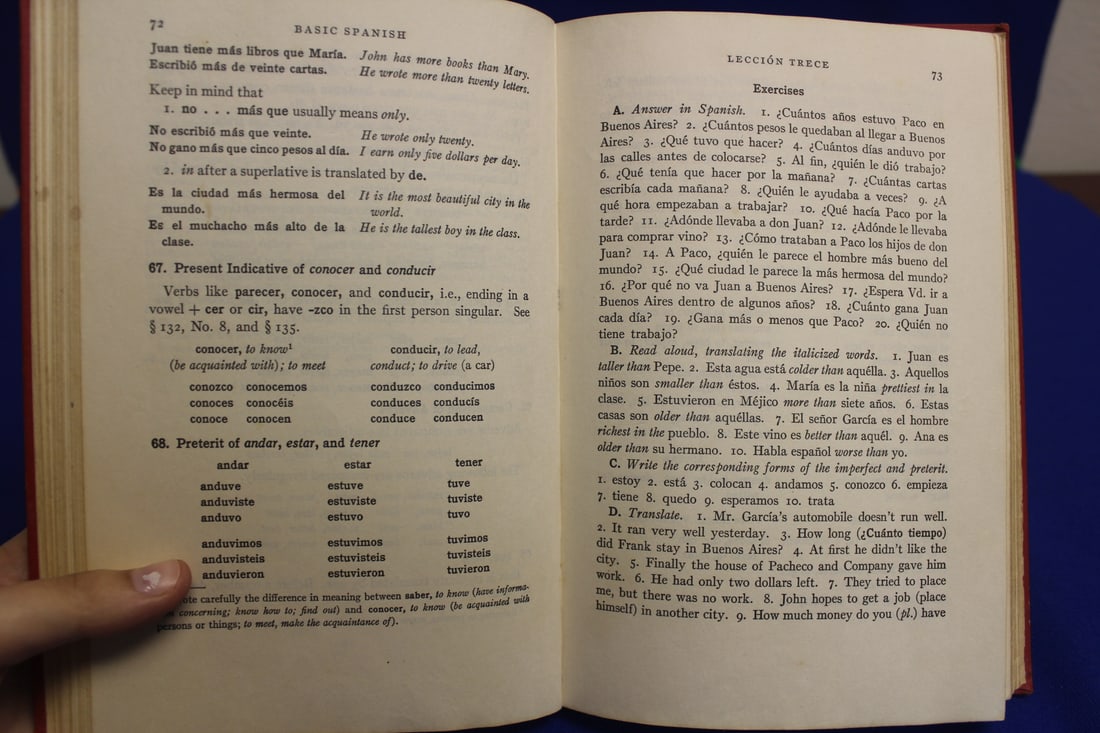 72
BASIC SPANISH
Juan tiene más libros que María. John has more books than Mary.
Escribió más de veinte cartas. He wrote more than twenty letters.
Keep in mind that
1. no . . . más que usually means only.
No escribió más que veinte. He wrote only twenty.
No gano más que cinco pesos al día. I earn only five dollars per day.
2. in after a superlative is translated by de.
Es la ciudad más hermosa del It is the most beautiful city in the
mundo. world.
Es el muchacho más alto de la He is the tallest boy in the class.
clase.
67. Present Indicative of conocer and conducir
Verbs like parecer, conocer, and conducir, i.e., ending in a
vowel + cer or cir, have -zco in the first person singular. See
§ 132, No. 8, and § 135.
conocer, to know¹ conducir, to lead,
(be acquainted with); to meet conduct; to drive (a car)
conozco conocemos conduzco conducimos
conoces conocéis conduces conducís
conoce conocen conduce conducen
68. Preterit of andar, estar, and tener
andar estar tener
anduve estuve tuve
anduviste estuviste tuviste
anduvo estuvo tuvo
anduvimos estuvimos tuvimos
anduvisteis estuvisteis tuvisteis
anduvieron estuvieron tuvieron
ote carefully the difference in meaning between saber, to know (have informa-
concerning; know how to; find out) and conocer, to know (be acquainted with
persons or things; to meet, make the acquaintance of).
LECCIÓN TRECE
73
Exercises
A. Answer in Spanish. 1. ¿Cuántos años estuvo Paco en
Buenos Aires? 2. ¿Cuántos pesos le quedaban al llegar a Buenos
Aires? 3. ¿Qué tuvo que hacer? 4. ¿Cuántos días anduvo por
las calles antes de colocarse? 5. Al fin, ¿quién le dió trabajo?
6. ¿Qué tenía que hacer por la mañana? 7. ¿Cuántas cartas
escribía cada mañana? 8. ¿Quién le ayudaba a veces? 9. ¿A
qué hora empezaban a trabajar? 10. ¿Qué hacía Paco por la
tarde? 11. ¿Adónde llevaba a don Juan? 12. ¿Adónde le llevaba
para comprar vino? 13. ¿Cómo trataban a Paco los hijos de don
Juan? 14. A Paco, ¿quién le parece el hombre más bueno del
mundo? 15. ¿Qué ciudad le parece la más hermosa del mundo?
16. ¿Por qué no va Juan a Buenos Aires? 17. ¿Espera Vd. ir a
Buenos Aires dentro de algunos años? 18. ¿Cuánto gana Juan
cada día? 19. ¿Gana más o menos que Paco? 20. ¿Quién no
tiene trabajo?
B. Read aloud, translating the italicized words. 1. Juan es
taller than Pepe. 2. Esta agua está colder than aquélla. 3. Aquellos
niños son smaller than éstos. 4. María es la niña prettiest in la
clase. 5. Estuvieron en Méjico more than siete años. 6. Estas
casas son older than aquéllas. 7. El señor García es el hombre
richest in the pueblo. 8. Este vino es better than aquél. 9. Ana es
older than su hermano. 10. Habla español worse than yo.
C. Write the corresponding forms of the imperfect and preterit.
1. estoy 2. está 3. colocan 4. andamos 5. conozco 6. empieza
7. tiene 8. quedo 9. esperamos 10. trata
D. Translate. 1. Mr. García's automobile doesn't run well.
2. It ran very well yesterday. 3. How long (¿Cuánto tiempo)
did Frank stay in Buenos Aires? 4. At first he didn't like the
city. 5. Finally the house of Pacheco and Company gave him
work. 6. He had only two dollars left. 7. They tried to place
me, but there was no work. 8. John hopes to get a job (place
himself) in another city. 9. How much money do you (pl.) have